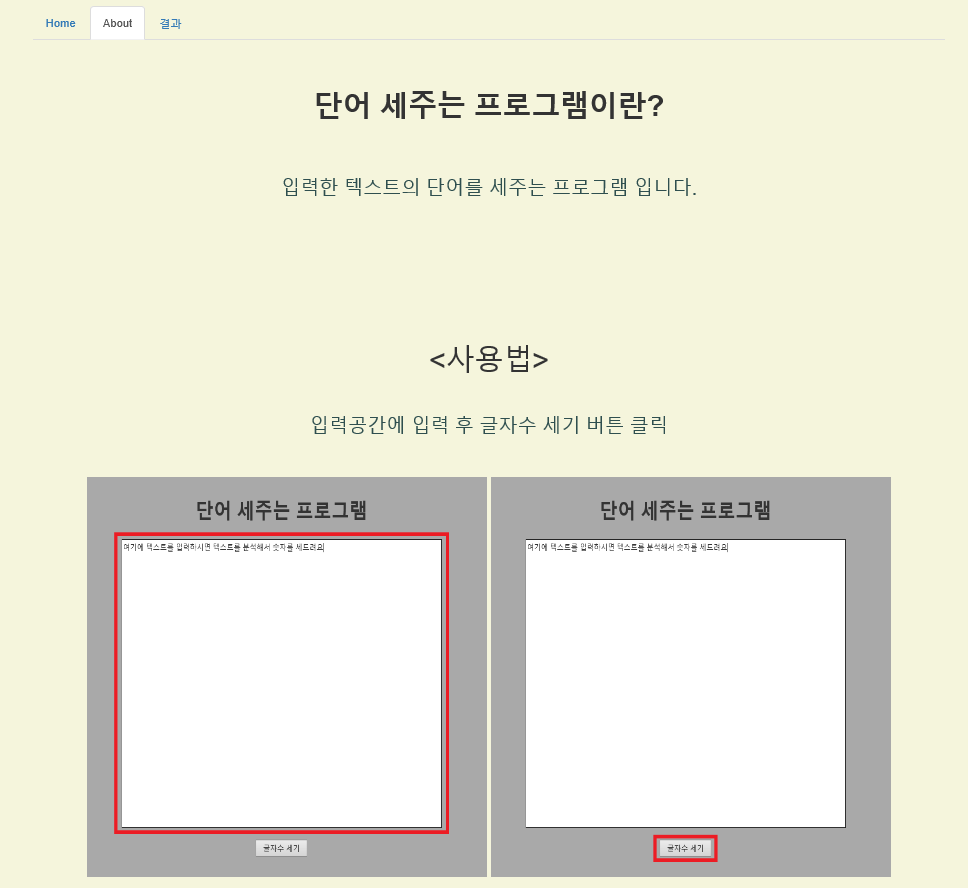 Home About 결과
단어 세주는 프로그램이란?
입력한 텍스트의 단어를 세주는 프로그램 입니다.
<사용법>
입력공간에 입력 후 글자수 세기 버튼 클릭
단어 세주는 프로그램
여기에 텍스트를 입력하시면 텍스트를 분석해서 숫자를 세드려요
글자수 세기
단어 세주는 프로그램
여기에 텍스트를 입력하시면 텍스트를 분석해서 숫자를 세드려요
글자수 세기